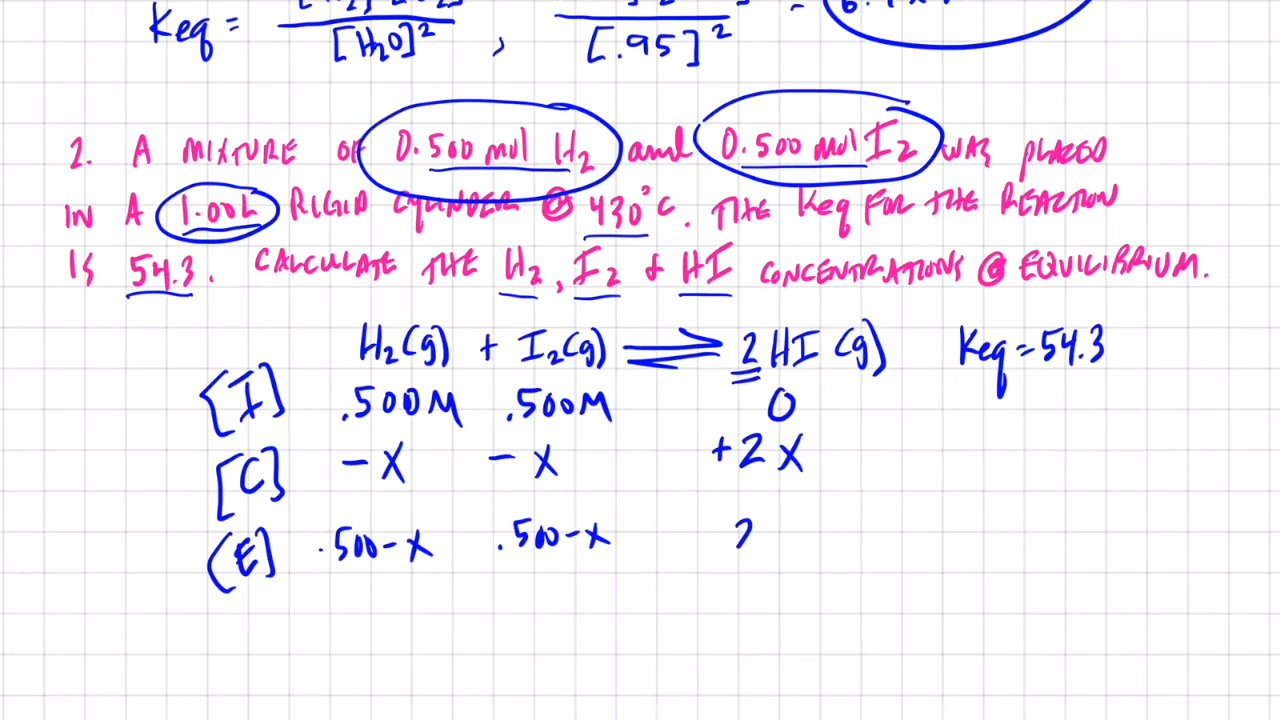 Keq = [H2O]² , [.95]²
2. A MIXTURE OF 0.500 mol H2 and 0.500 mol I2 WAS PLACED
IN A 1.00L RIGID CYLINDER @ 430°C. THE Keq FOR THE REACTION
IS 54.3. CALCULATE THE H2, I2 & HI CONCENTRATIONS @ EQUILIBRIUM.
H2(g) + I2(g) ⇌ 2HI(g) Keq=54.3
[I] .500M .500M 0
[C] -X -X +2X
[E] .500-X .500-X 2